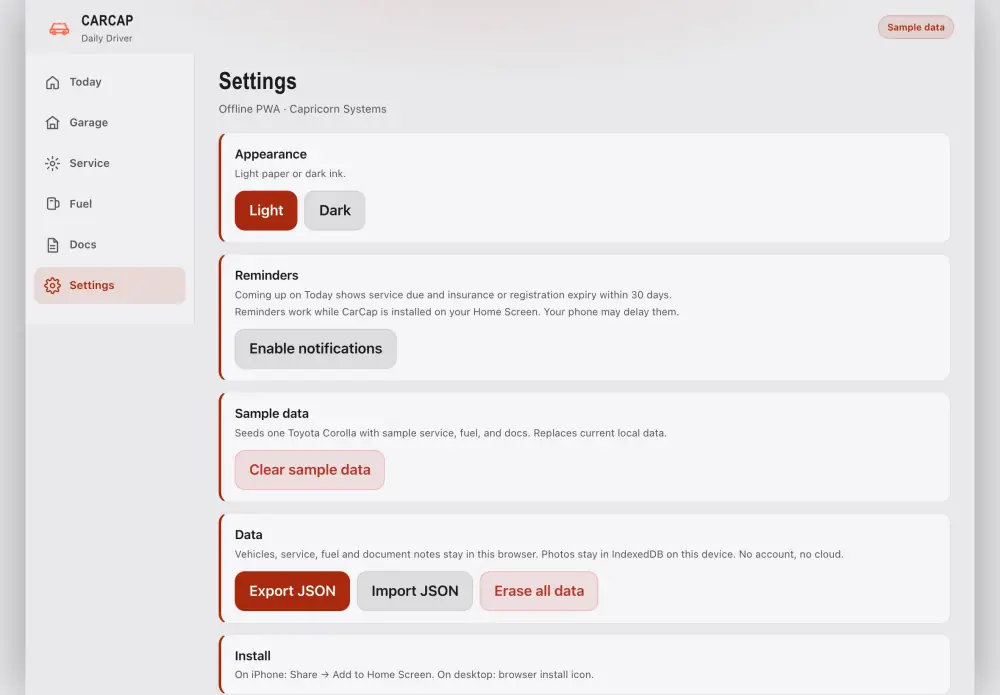 CARCAP
Daily Driver
Sample data
Today
Garage
Service
Fuel
Docs
Settings
Settings
Offline PWA · Capricorn Systems
Appearance
Light paper or dark ink.
Light
Dark
Reminders
Coming up on Today shows service due and insurance or registration expiry within 30 days.
Reminders work while CarCap is installed on your Home Screen. Your phone may delay them.
Enable notifications
Sample data
Seeds one Toyota Corolla with sample service, fuel, and docs. Replaces current local data.
Clear sample data
Data
Vehicles, service, fuel and document notes stay in this browser. Photos stay in IndexedDB on this device. No account, no cloud.
Export JSON
Import JSON
Erase all data
Install
On iPhone: Share → Add to Home Screen. On desktop: browser install icon.